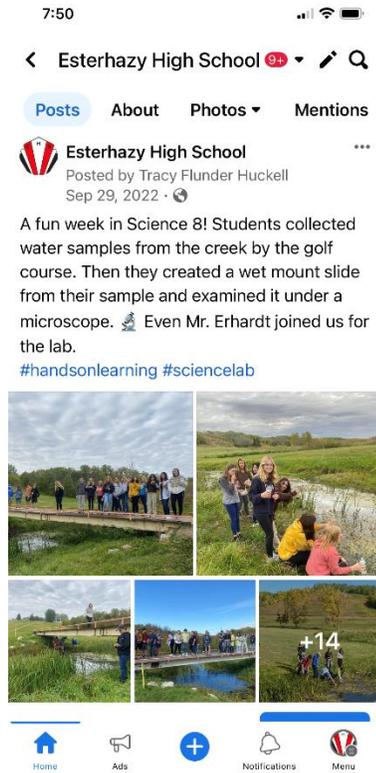 7:50
Esterhazy High School 9+
Posts About Photos Mentions
Esterhazy High School
Posted by Tracy Flunder Huckell
Sep 29, 2022 ·
A fun week in Science 8! Students collected
water samples from the creek by the golf
course. Then they created a wet mount slide
from their sample and examined it under a
microscope. 🔬 Even Mr. Erhardt joined us for
the lab.
#handsonlearning #sciencelab
+14
Home Ads Notifications Menu